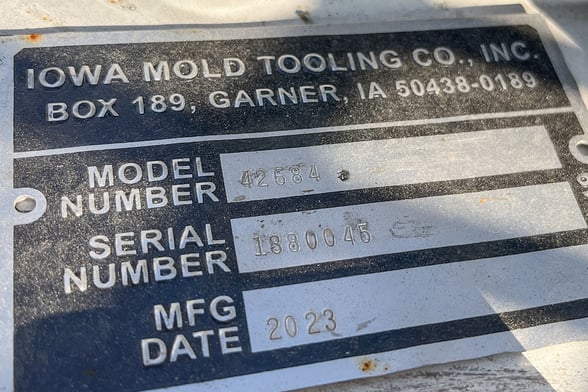 IOWA MOLD TOOLING CO., INC.
BOX 189, GARNER, IA 50438-0189
MODEL NUMBER 42684
SERIAL NUMBER 1880045
MFG DATE 2023